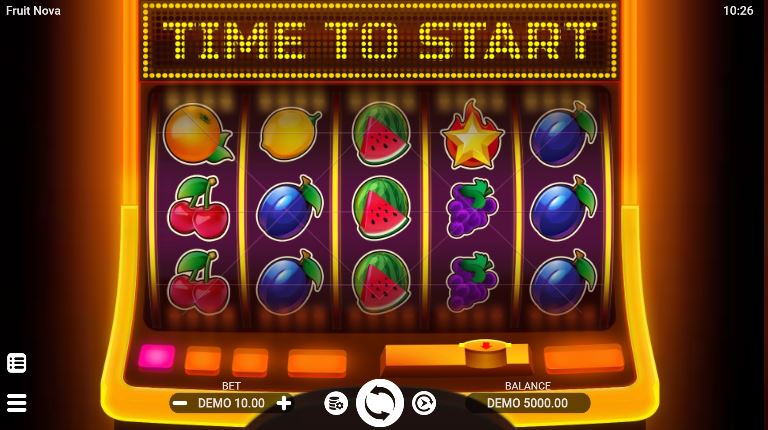 Fruit Nova
10:26
TIME TO START
BET
DEMO 10.00
BALANCE
DEMO 5000.00